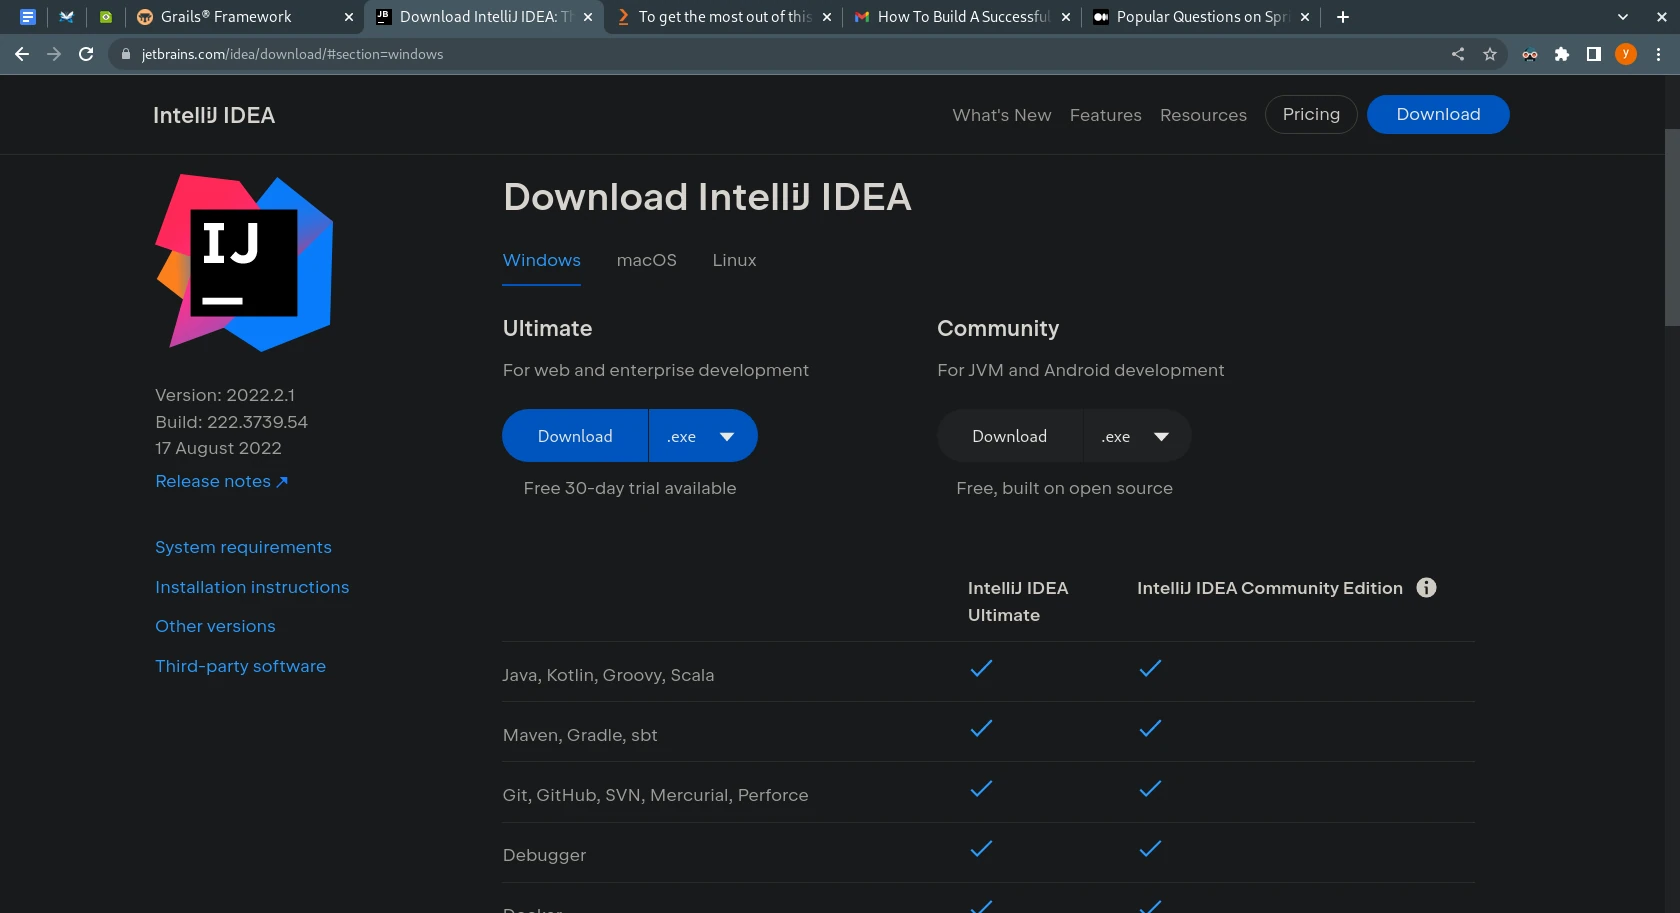 Grails® Framework
Download IntelliJ IDEA: Th
To get the most out of this
How To Build A Successful
Popular Questions on Spri
jetbrains.com/idea/download/#section=windows
y
IntelliJ IDEA
What's New
Features
Resources
Pricing
Download
IJ
Download IntelliJ IDEA
Windows
macOS
Linux
Ultimate
For web and enterprise development
Download
.exe
Free 30-day trial available
Community
For JVM and Android development
Download
.exe
Free, built on open source
Version: 2022.2.1
Build: 222.3739.54
17 August 2022
Release notes
System requirements
Installation instructions
Other versions
Third-party software
IntelliJ IDEA
Ultimate
IntelliJ IDEA Community Edition
Java, Kotlin, Groovy, Scala
Maven, Gradle, sbt
Git, GitHub, SVN, Mercurial, Perforce
Debugger